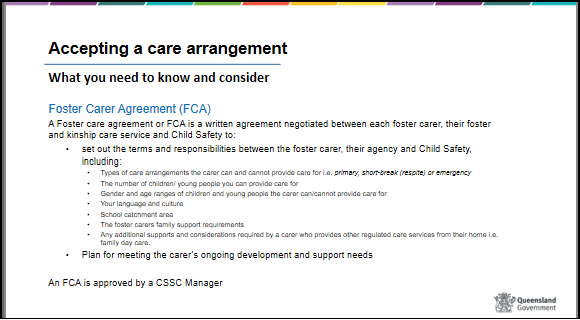 Accepting a care arrangement
What you need to know and consider
Foster Carer Agreement (FCA)
A Foster care agreement or FCA is a written agreement negotiated between each foster carer, their foster
and kinship care service and Child Safety to:
• set out the terms and responsibilities between the foster carer, their agency and Child Safety,
including:
• Types of care arrangements the carer can and cannot provide care for i.e. primary, short-break (respite) or emergency
• The number of children/ young people you can provide care for
• Gender and age ranges of children and young people the carer can/cannot provide care for
• Your language and culture
• School catchment area
• The foster carers family support requirements
• Any additional supports and considerations required by a carer who provides other regulated care services from their home i.e.
family day care.
• Plan for meeting the carer's ongoing development and support needs
An FCA is approved by a CSSC Manager
Queensland
Government